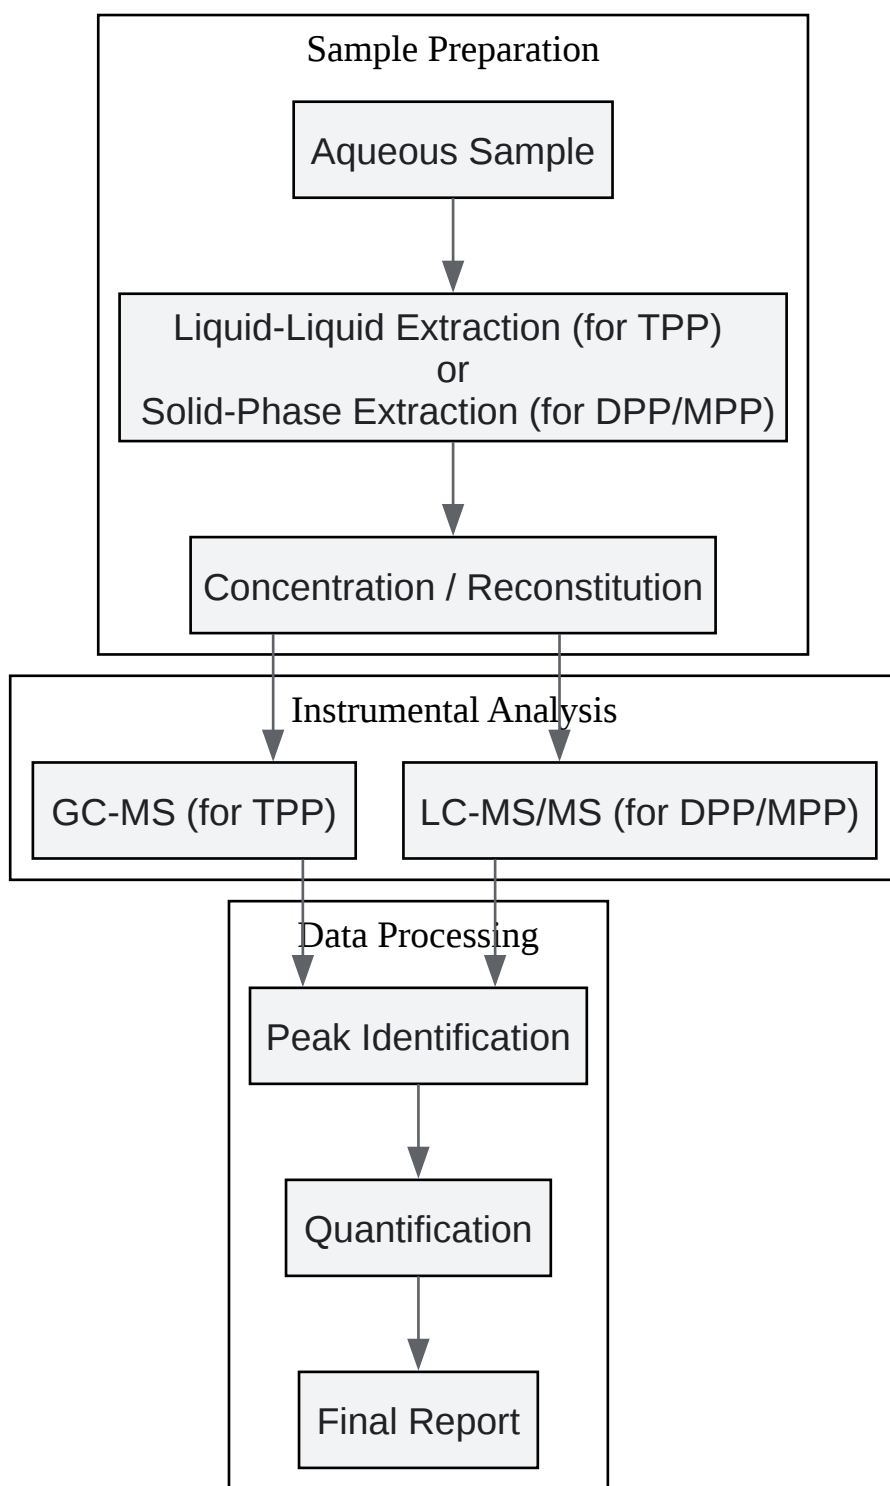 Sample Preparation
Aqueous Sample
Liquid-Liquid Extraction (for TPP)
or
Solid-Phase Extraction (for DPP/MPP)
Concentration / Reconstitution
Instrumental Analysis
GC-MS (for TPP)
LC-MS/MS (for DPP/MPP)
Data Processing
Peak Identification
Quantification
Final Report